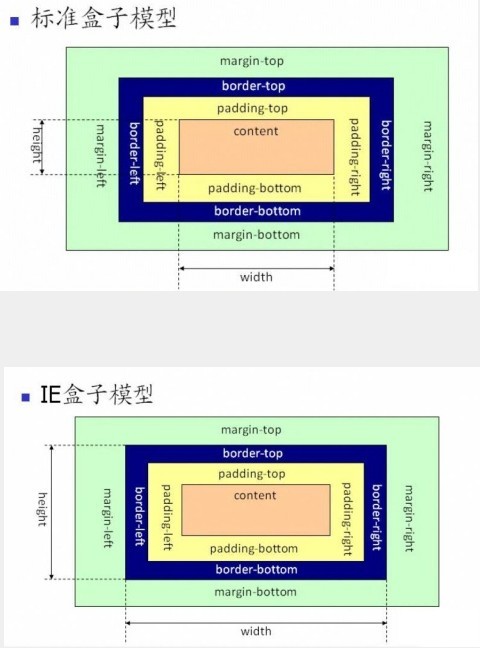 标准盒子模型
margin-top
border-top
padding-top
content
height
margin-left
border-left
padding-left
padding-right
border-right
margin-right
padding-bottom
border-bottom
margin-bottom
width
IE盒子模型
margin-top
border-top
padding-top
content
height
margin-left
border-left
padding-left
padding-right
border-right
margin-right
padding-bottom
border-bottom
margin-bottom
width